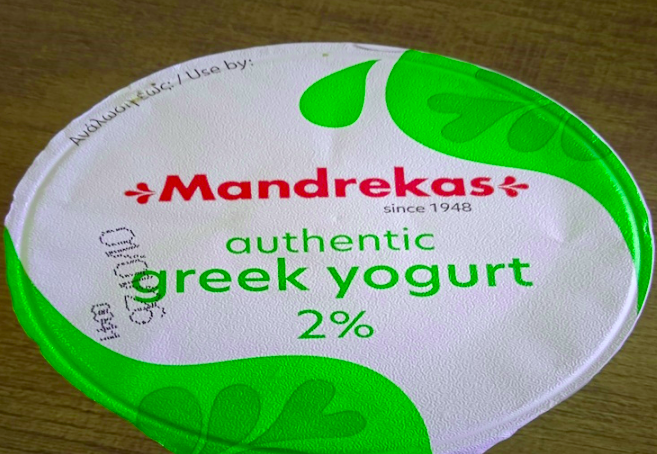 Ανάλωση έως: / Use by:
Mandrekas
since 1948
authentic
greek yogurt
2%